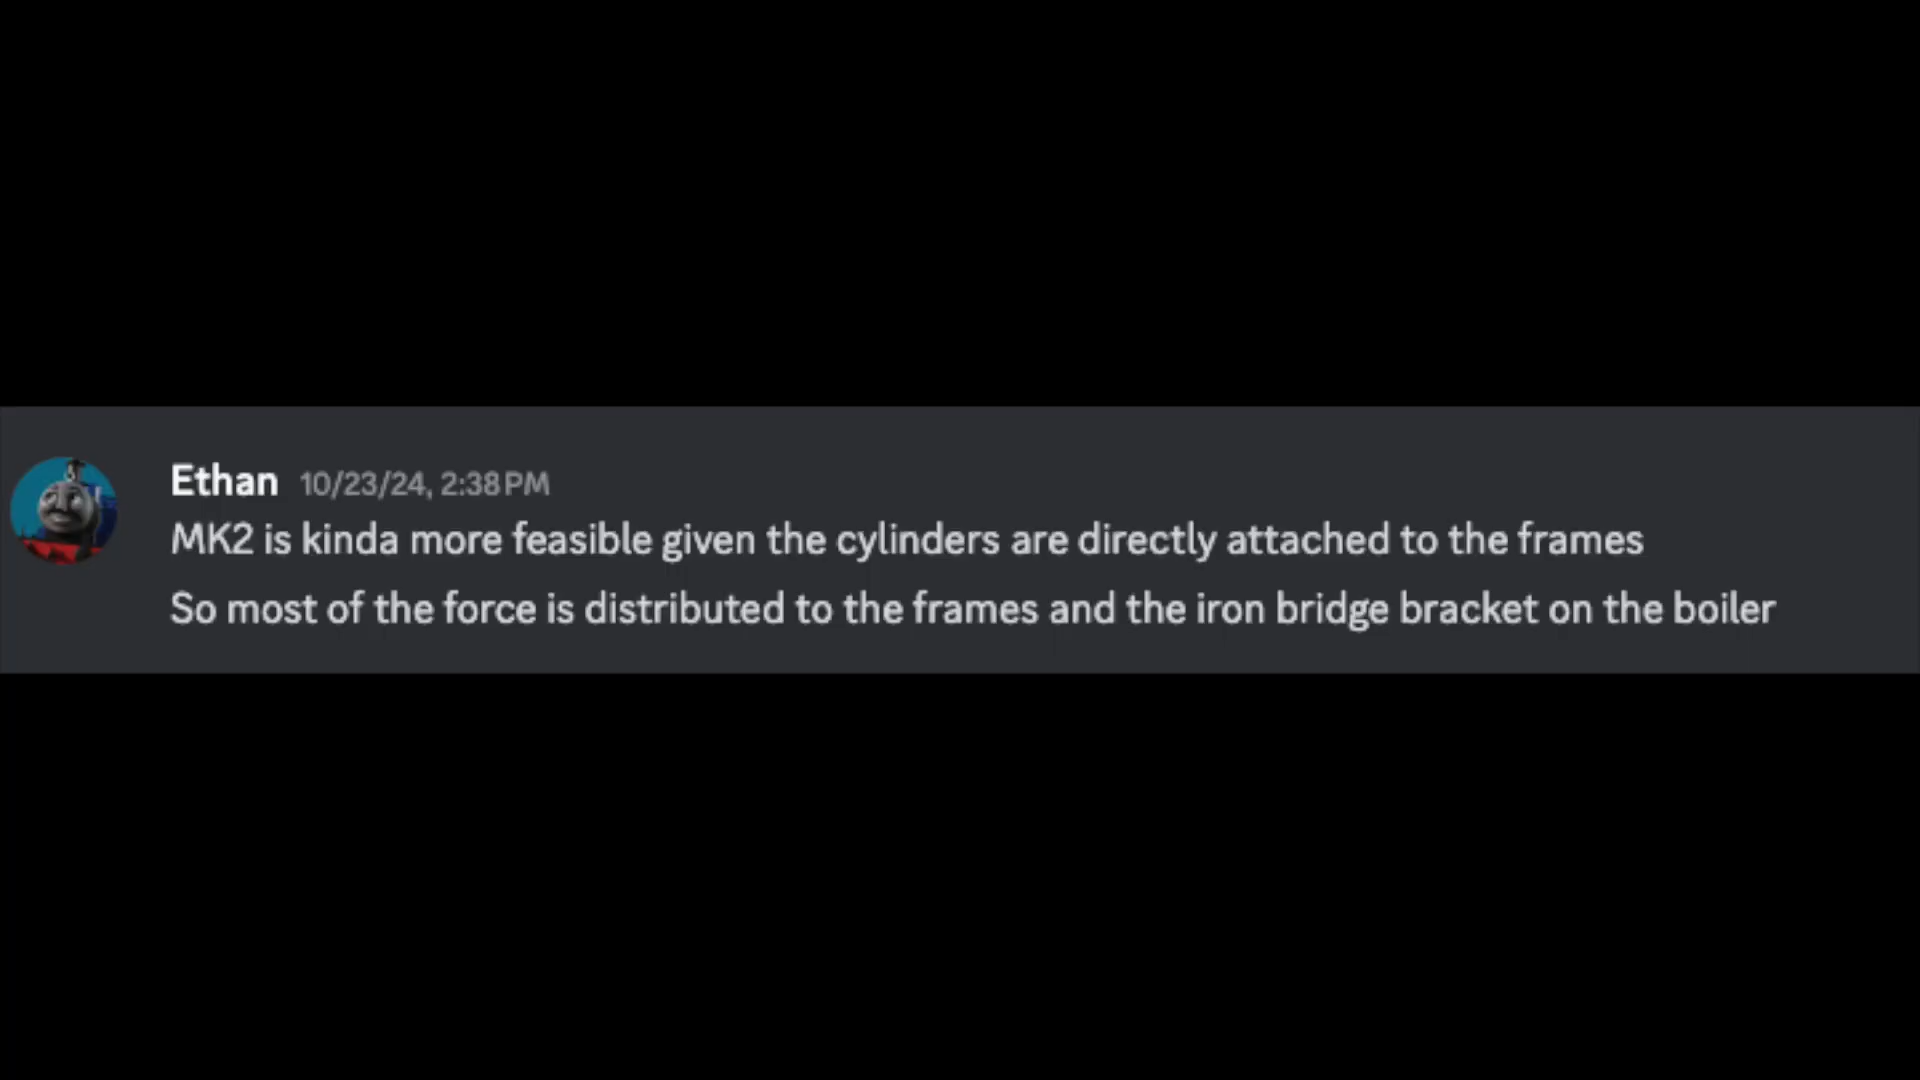 Ethan 10/23/24, 2:38 PM
MK2 is kinda more feasible given the cylinders are directly attached to the frames
So most of the force is distributed to the frames and the iron bridge bracket on the boiler